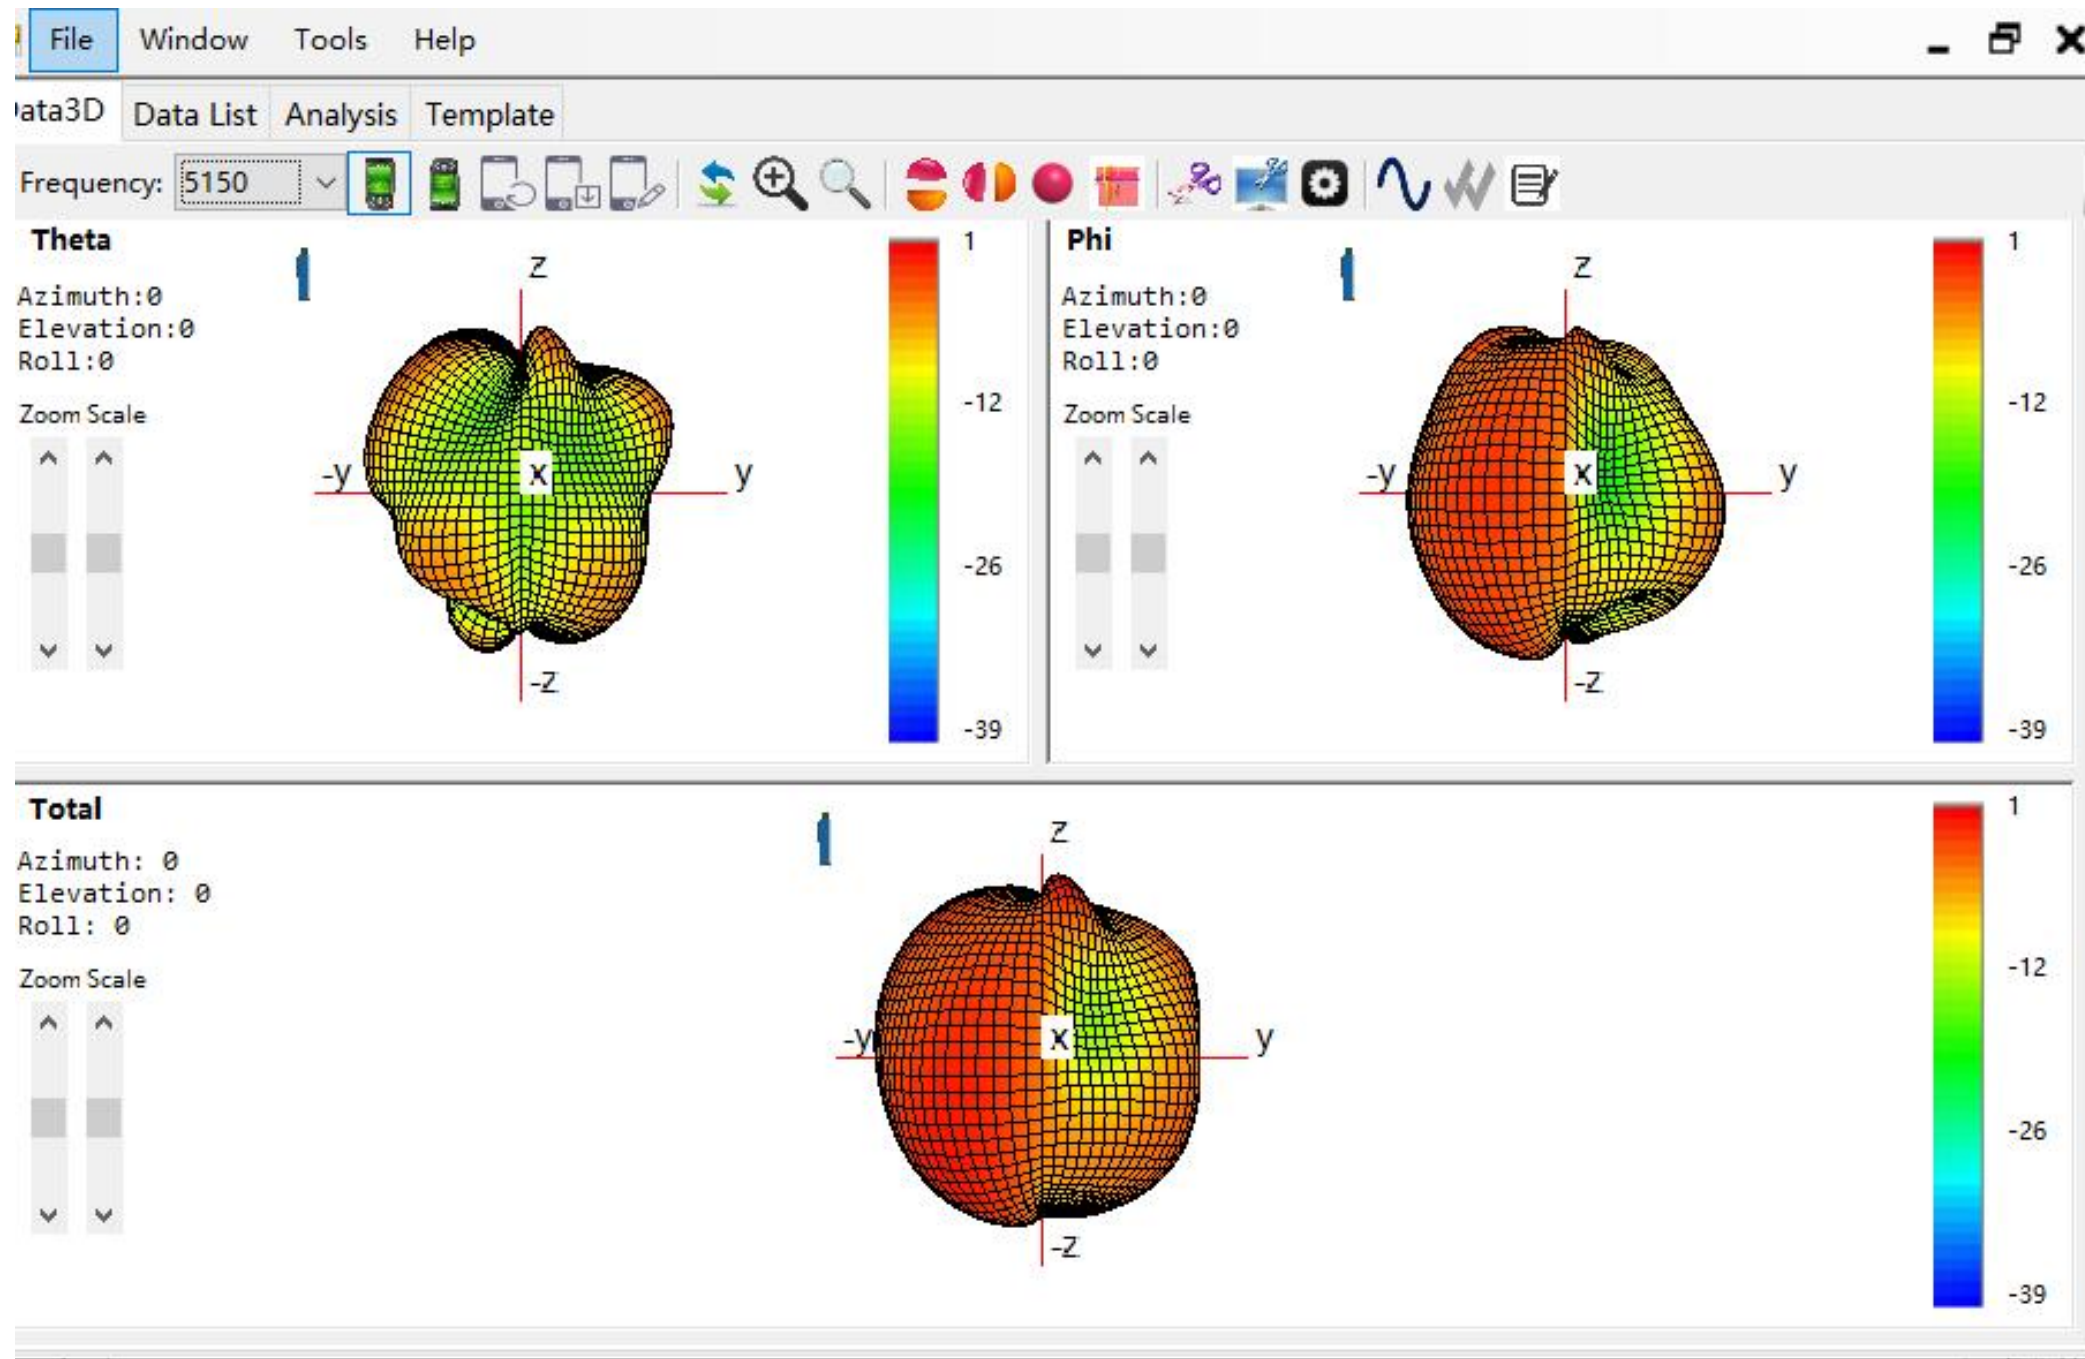 File Window Tools Help
ata3D Data List Analysis Template
Frequency: 5150
Theta
Azimuth:0
Elevation:0
Roll:0
Zoom Scale
z
-y
x
y
-z
1
-12
-26
-39
Phi
Azimuth:0
Elevation:0
Roll:0
Zoom Scale
z
-y
x
y
-z
1
-12
-26
-39
Total
Azimuth: 0
Elevation: 0
Roll: 0
Zoom Scale
z
-y
x
y
-z
1
-12
-26
-39